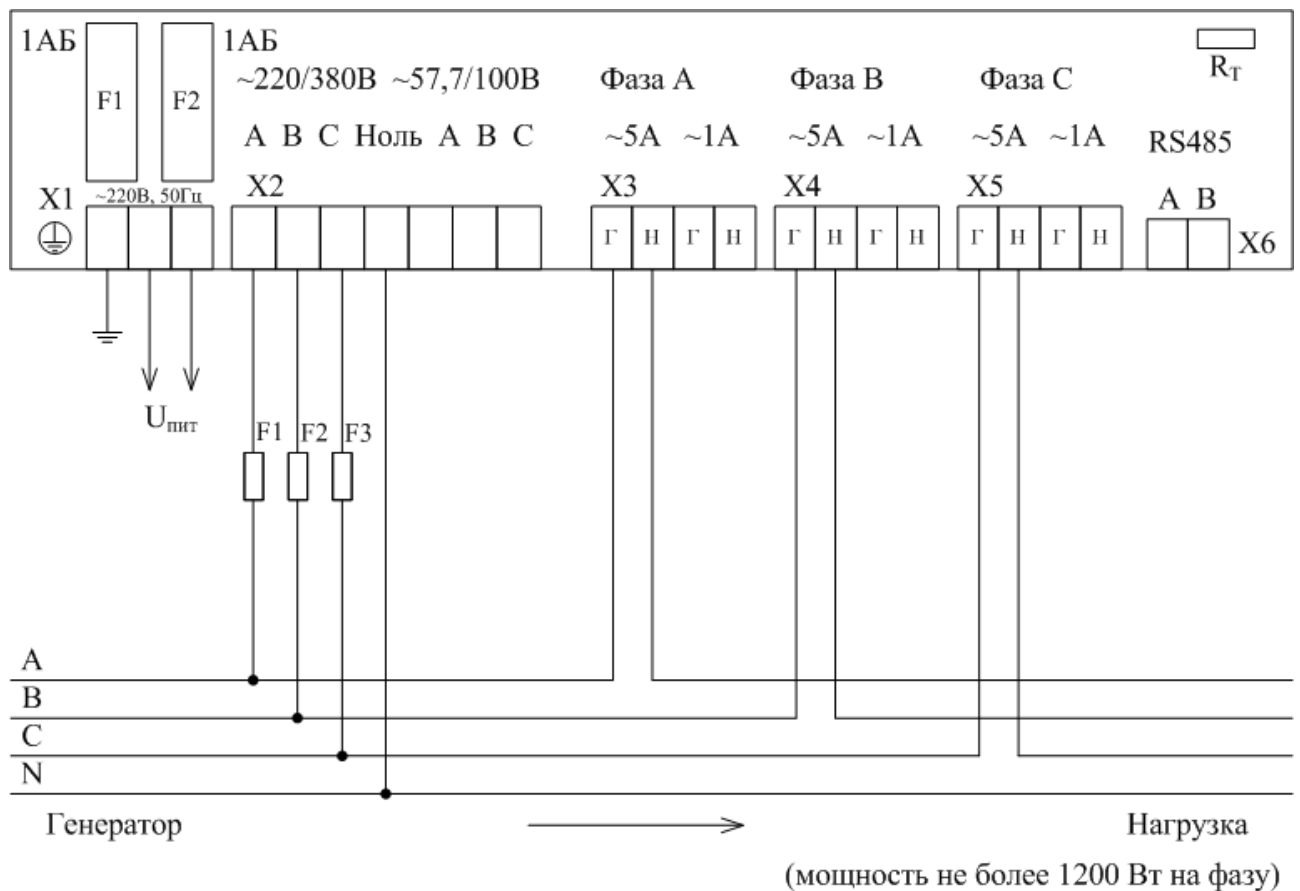 1АБ 1АБ
~220/380В ~57,7/100В Фаза А Фаза В Фаза С Rт
F1 F2
А В С Ноль А В С ~5А ~1А ~5А ~1А ~5А ~1А RS485
X1 ~220В, 50Гц X2 X3 X4 X5 А В
Г Н Г Н Г Н Г Н Г Н Г Н X6
Uпит
F1 F2 F3
А
В
С
N
Генератор Нагрузка
(мощность не более 1200 Вт на фазу)